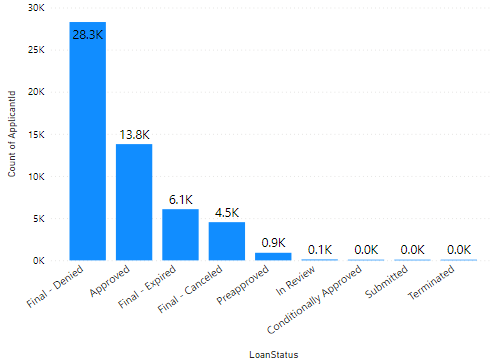 30K
25K
20K
15K
10K
5K
0K
Count of ApplicantId
28.3K
13.8K
6.1K
4.5K
0.9K
0.1K
0.0K
0.0K
0.0K
Final - Denied
Approved
Final - Expired
Final - Canceled
Preapproved
In Review
Conditionally Approved
Submitted
Terminated
LoanStatus